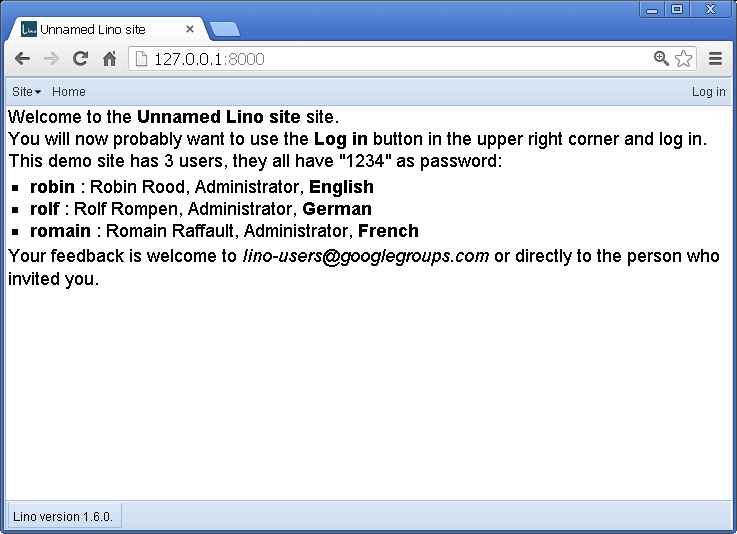 Unnamed Lino site
127.0.0.1:8000
Site Home Log in
Welcome to the Unnamed Lino site site.
You will now probably want to use the Log in button in the upper right corner and log in.
This demo site has 3 users, they all have "1234" as password:
robin : Robin Rood, Administrator, English
rolf : Rolf Rompen, Administrator, German
romain : Romain Raffault, Administrator, French
Your feedback is welcome to lino-users@googlegroups.com or directly to the person who
invited you.
Lino version 1.6.0.